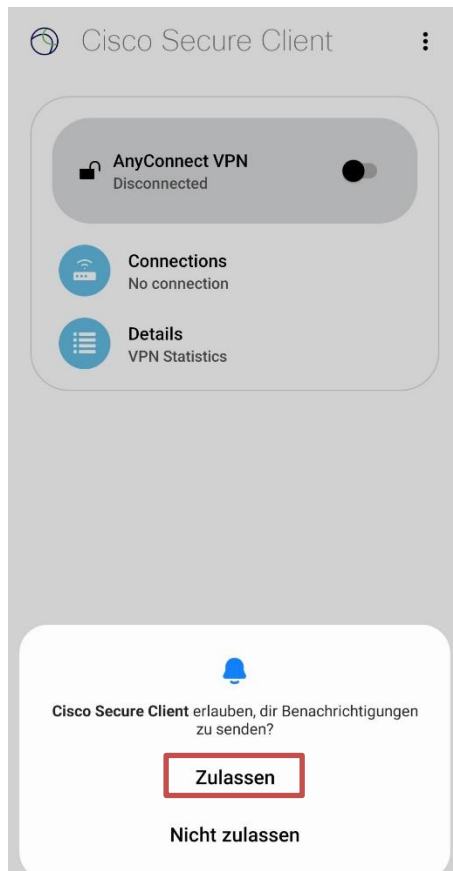 Cisco Secure Client
AnyConnect VPN
Disconnected
Connections
No connection
Details
VPN Statistics
Cisco Secure Client erlauben, dir Benachrichtigungen
zu senden?
Zulassen
Nicht zulassen